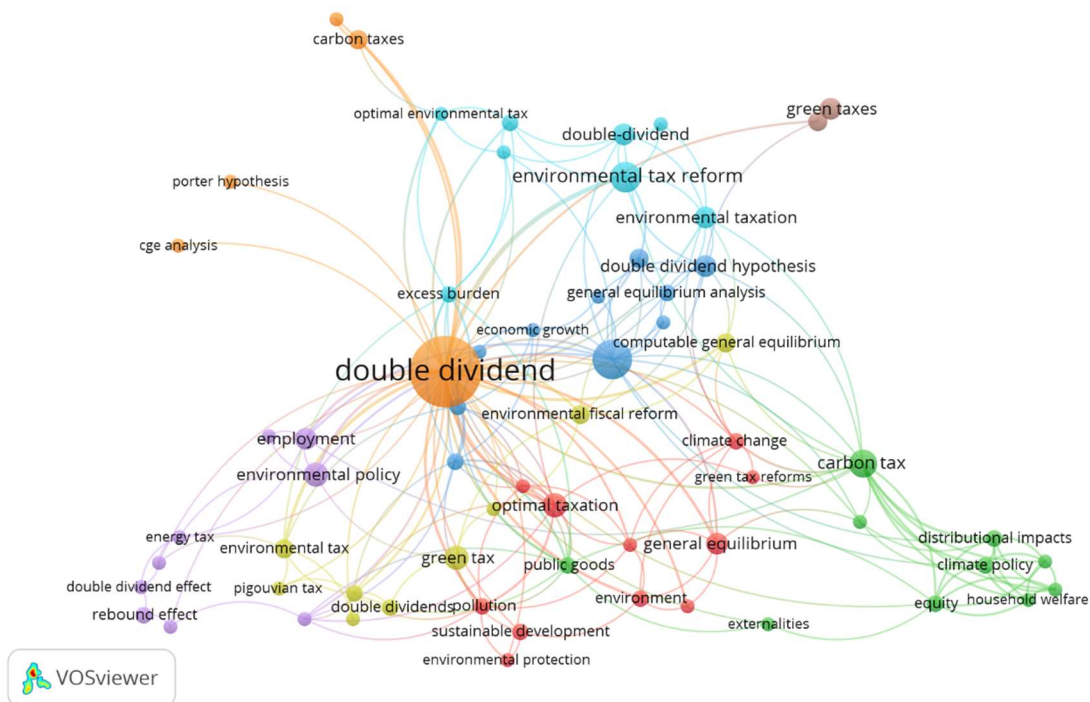 carbon taxes
green taxes
optimal environmental tax
double-dividend
environmental tax reform
porter hypothesis
environmental taxation
cge analysis
double dividend hypothesis
excess burden
general equilibrium analysis
economic growth
computable general equilibrium
double dividend
environmental fiscal reform
employment
climate change
carbon tax
environmental policy
green tax reforms
optimal taxation
energy tax
environmental tax
green tax
general equilibrium
distributional impacts
public goods
climate policy
double dividend effect
pigouvian tax
rebound effect
double dividends
pollution
environment
equity
household welfare
sustainable development
externalities
environmental protection
VOSviewer